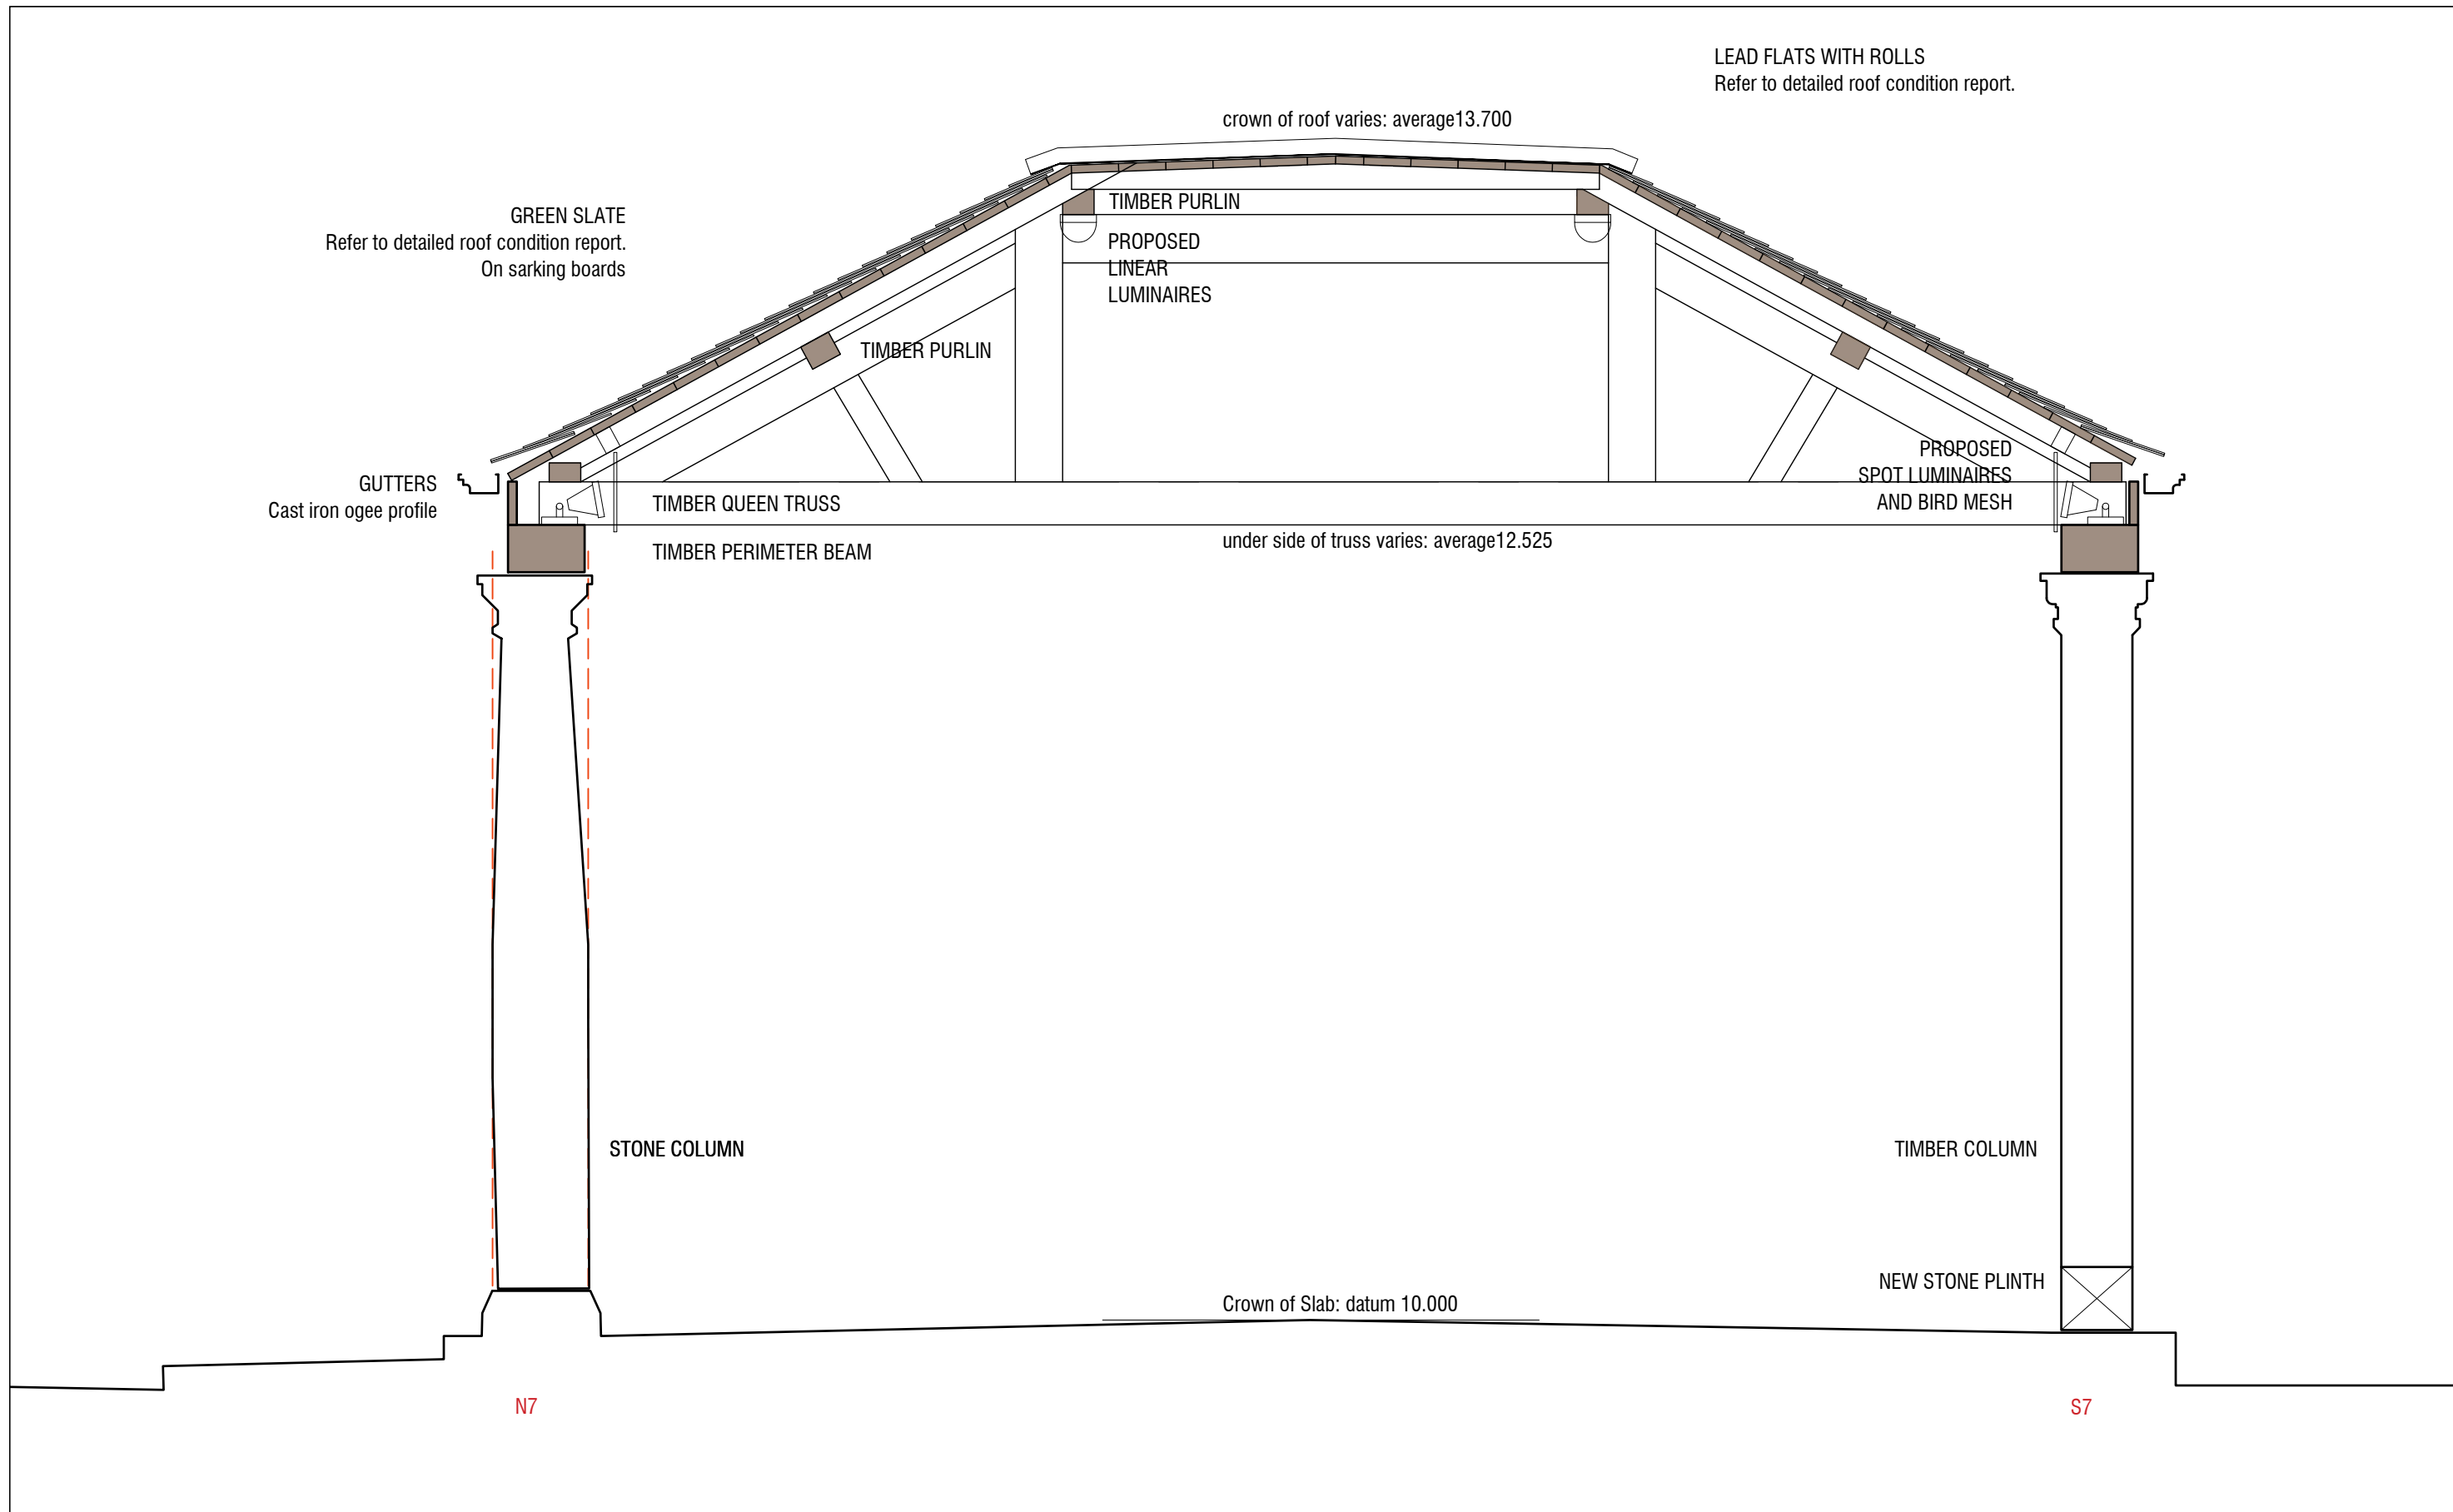 LEAD FLATS WITH ROLLS
Refer to detailed roof condition report.
crown of roof varies: average13.700
GREEN SLATE
Refer to detailed roof condition report.
On sarking boards
TIMBER PURLIN
PROPOSED
LINEAR
LUMINAIRES
TIMBER PURLIN
GUTTERS
Cast iron ogee profile
TIMBER QUEEN TRUSS
TIMBER PERIMETER BEAM
PROPOSED
SPOT LUMINAIRES
AND BIRD MESH
under side of truss varies: average12.525
STONE COLUMN
TIMBER COLUMN
NEW STONE PLINTH
Crown of Slab: datum 10.000
N7
S7